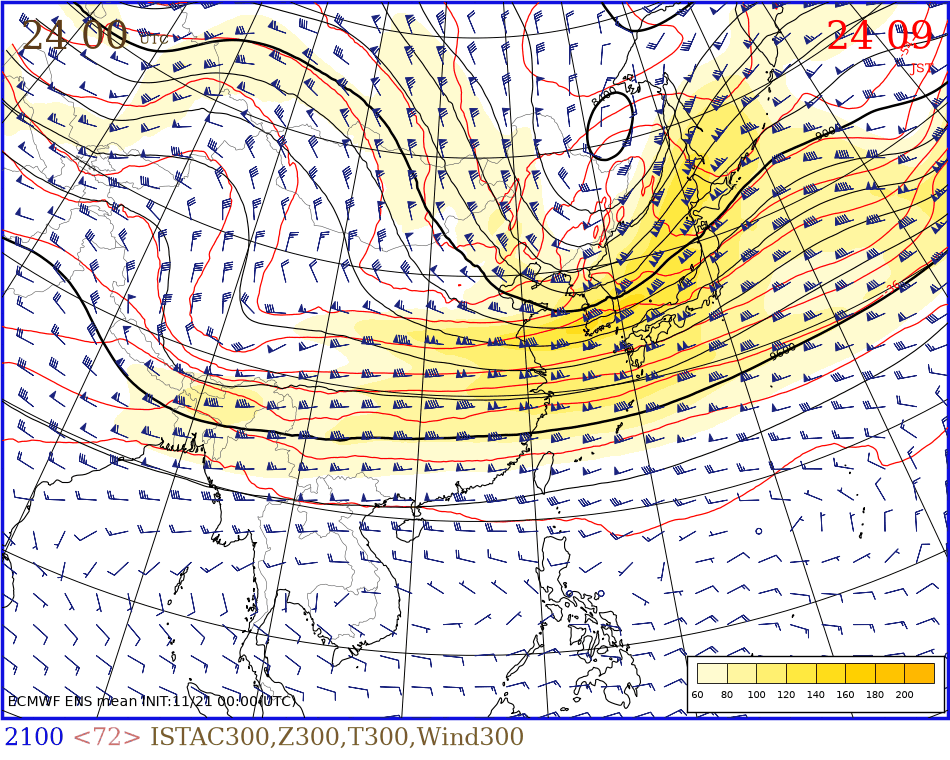 24 00 UTC
24 09
JST
8400
9000
9600
60 80 100 120 140 160 180 200
ECMWF ENS mean INIT:11/21 00:00(UTC)
2100 <72> ISTAC300,Z300,T300,Wind300